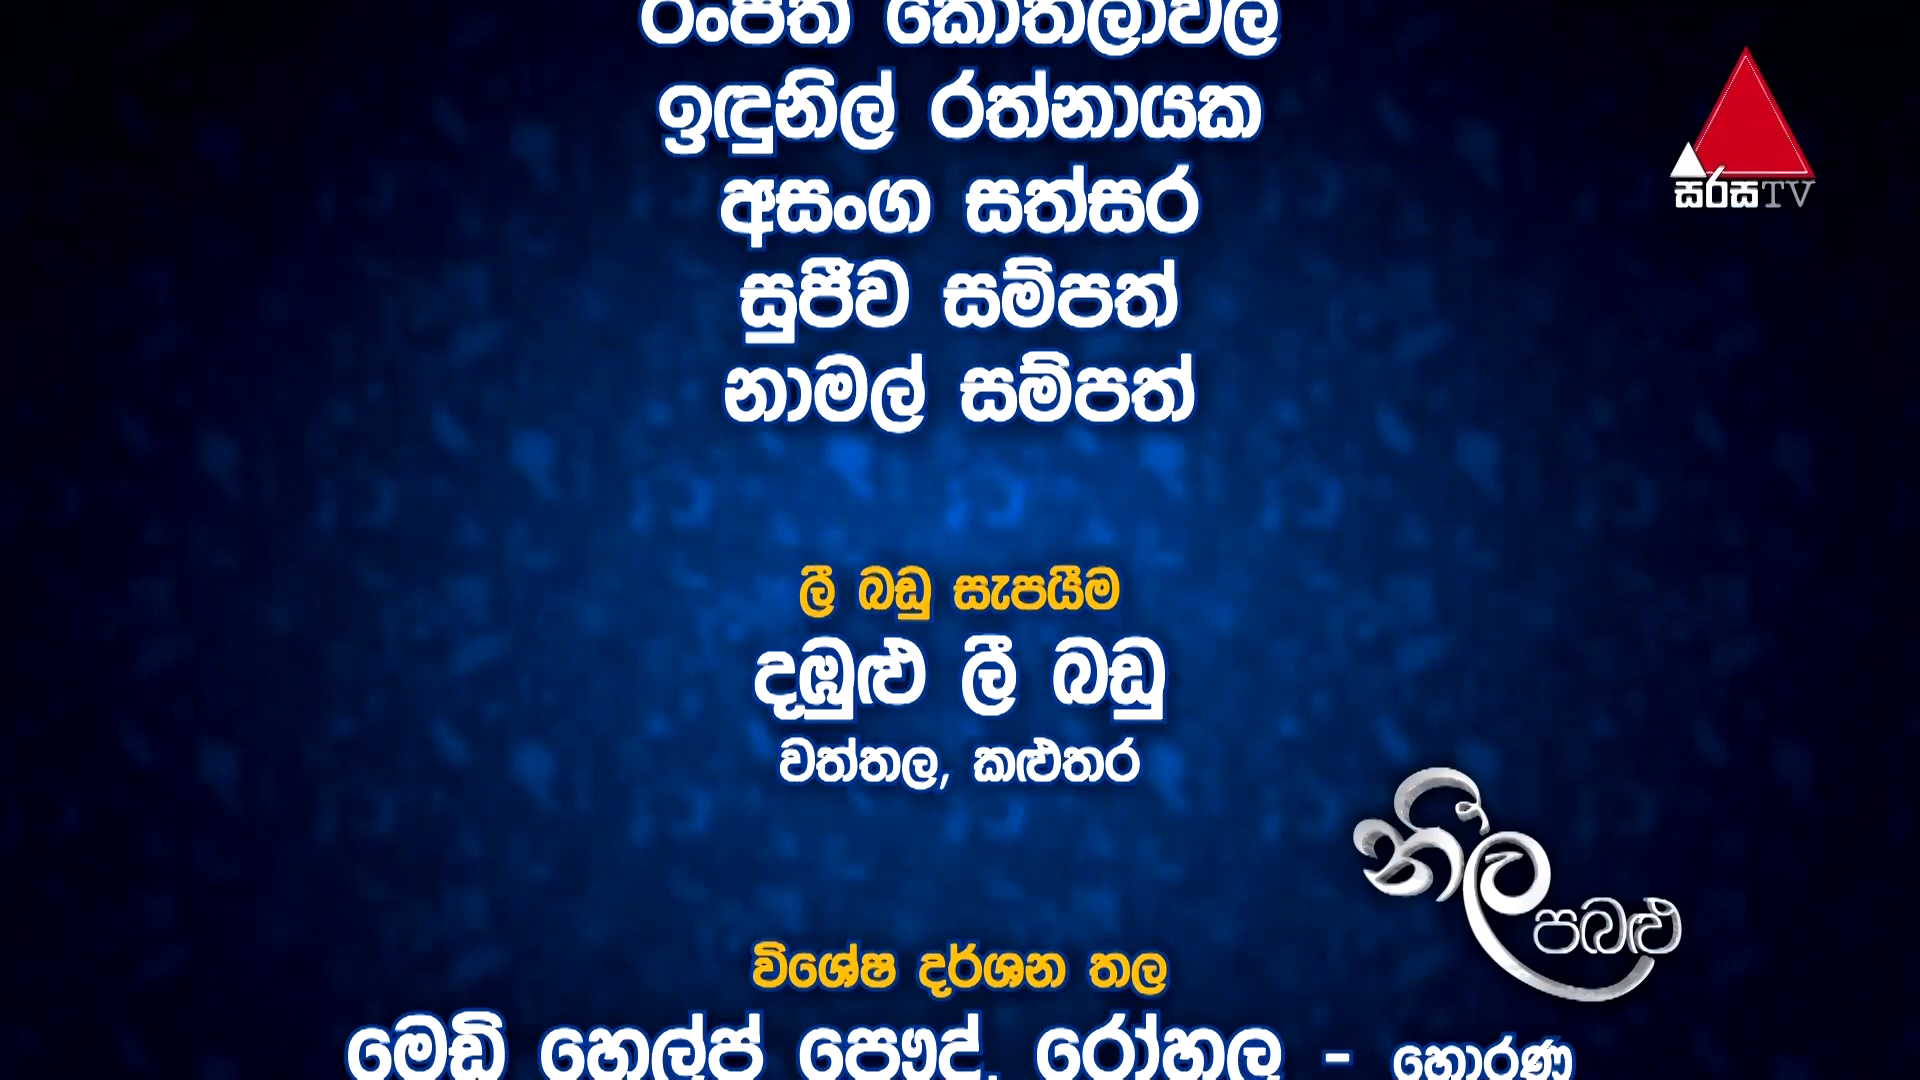 රංපති කොතලාවල
ඉඳුනිල් රත්නායක
අසංග සත්සර
සුජීව සම්පත්
නාමල් සම්පත්
ලී බඩු සැපයීම
දඹුළු ලී බඩු
වත්තල, කළුතර
විශේෂ දර්ශන තල
මෙඩි හෙල්ප් පෞද්. රෝහල - හොරණ
සිරස TV
නීල පබළු